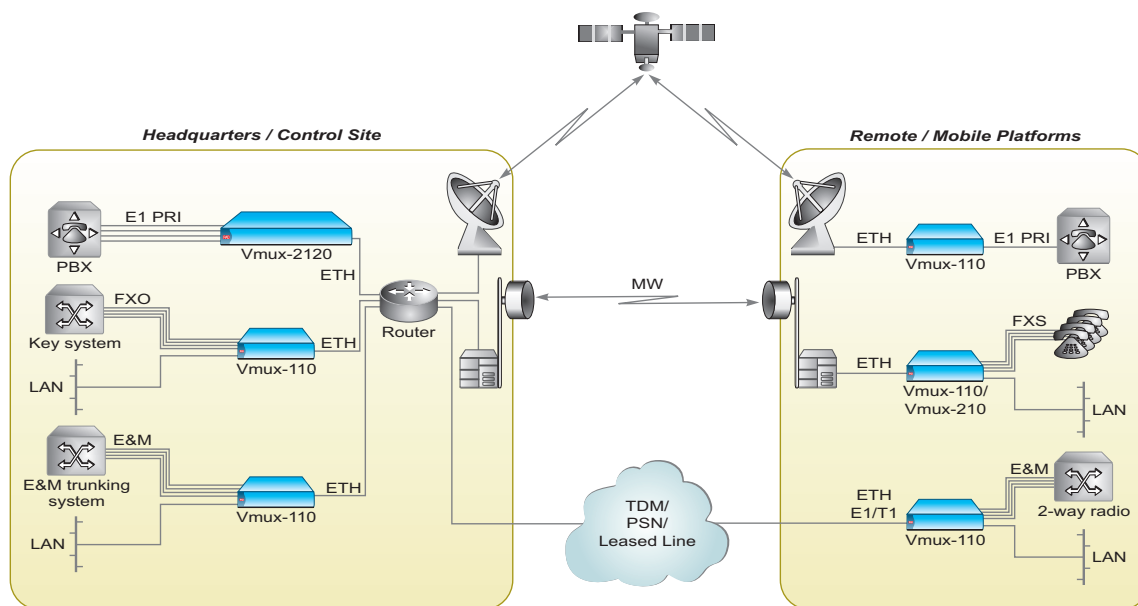 Headquarters / Control Site
E1 PRI
PBX
Vmux-2120
ETH
FXO
Key system
ETH
Vmux-110
LAN
Router
E&M
E&M trunking
system
ETH
Vmux-110
LAN
MW
TDM/
PSN/
Leased Line
Remote / Mobile Platforms
ETH
E1 PRI
Vmux-110
PBX
FXS
ETH
Vmux-110/
Vmux-210
LAN
E&M
ETH
E1/T1
2-way radio
Vmux-110
LAN